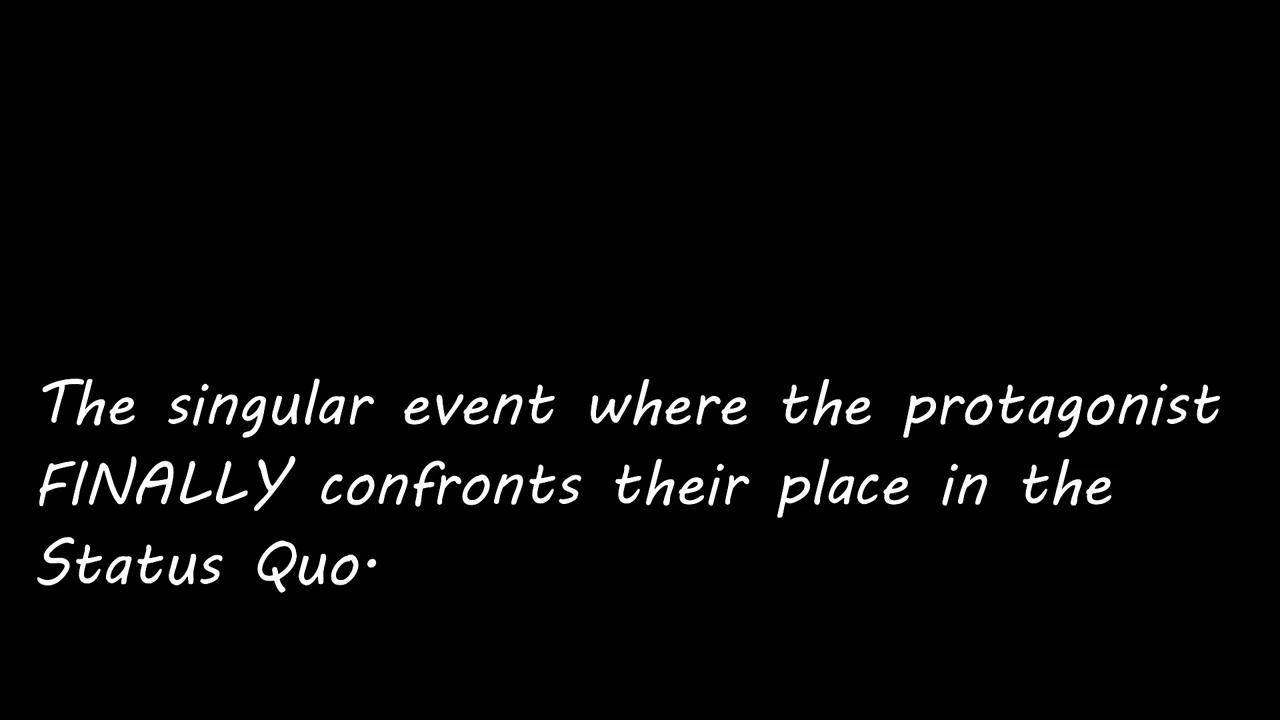 The singular event where the protagonist
FINALLY confronts their place in the
Status Quo.